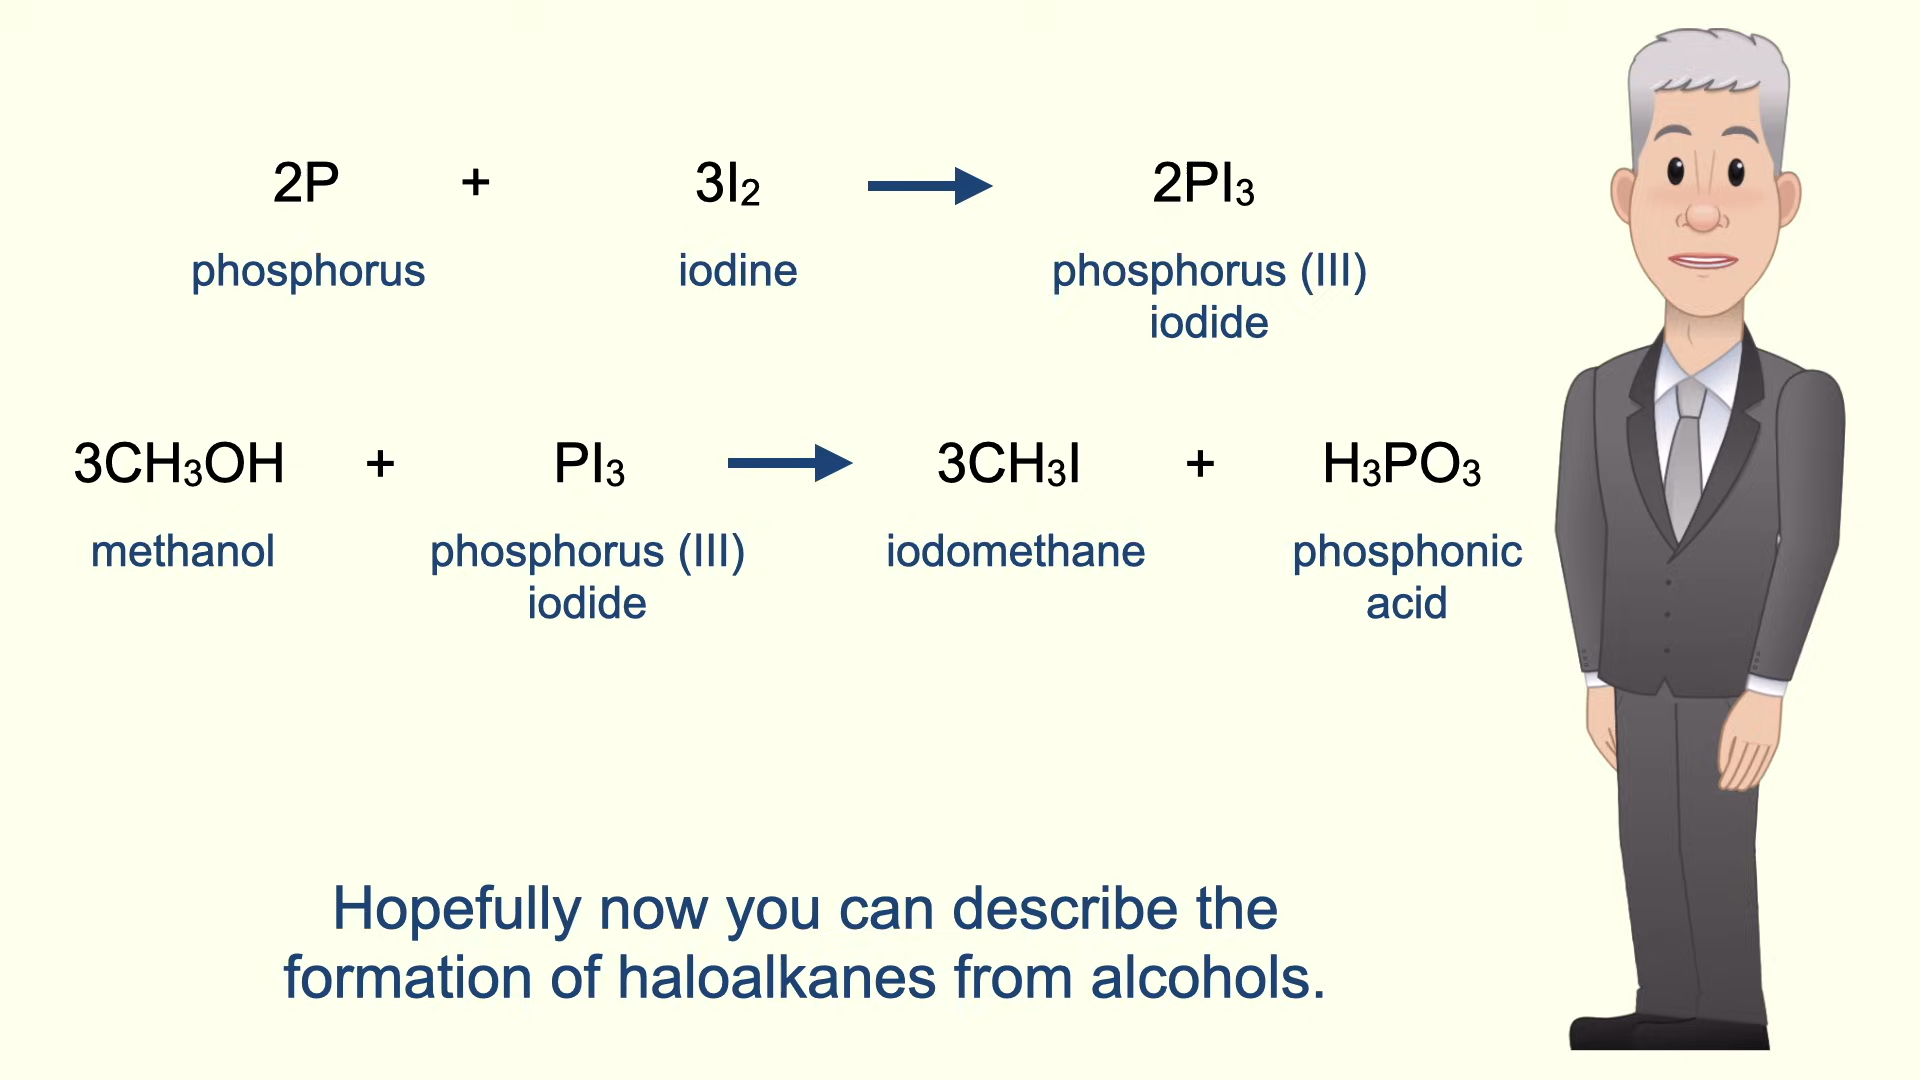 2P + 3I₂ → 2PI₃
phosphorus iodine phosphorus (III)
iodide
3CH₃OH + PI₃ → 3CH₃I + H₃PO₃
methanol phosphorus (III) iodomethane phosphonic
iodide acid
Hopefully now you can describe the
formation of haloalkanes from alcohols.